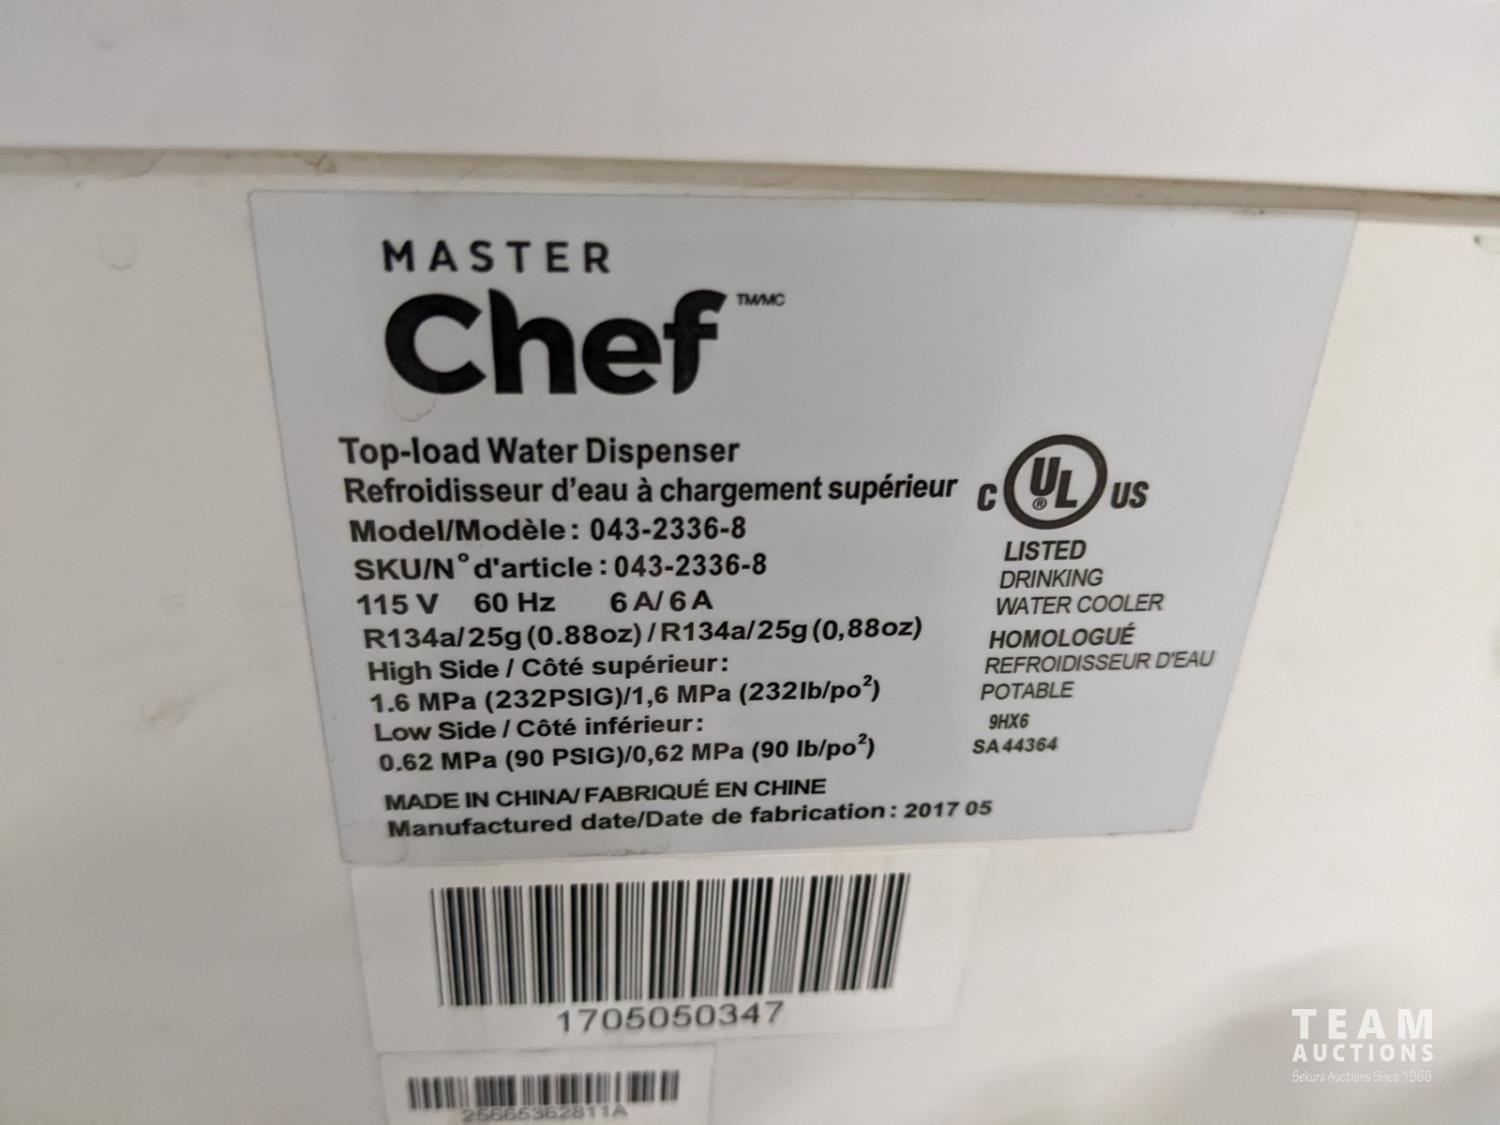 MASTER
Chef TM/MC
Top-load Water Dispenser
Refroidisseur d'eau à chargement supérieur
Model/Modèle: 043-2336-8
SKU/N° d'article : 043-2336-8
115 V 60 Hz 6 A/ 6 A
R134a/25g (0.88oz) / R134a/25g (0,88oz)
High Side / Côté supérieur:
1.6 MPa (232PSIG)/1,6 MPa (232lb/po²)
Low Side / Côté inférieur:
0.62 MPa (90 PSIG)/0,62 MPa (90 lb/po²)
MADE IN CHINA/ FABRIQUÉ EN CHINE
Manufactured date/Date de fabrication: 2017 05
C UL ® US
LISTED
DRINKING
WATER COOLER
HOMOLOGUÉ
REFROIDISSEUR D'EAU
POTABLE
9HX6
SA 44364
1705050347
25665362811A
TEAM
AUCTIONS
Sekura Auctions Since 1966